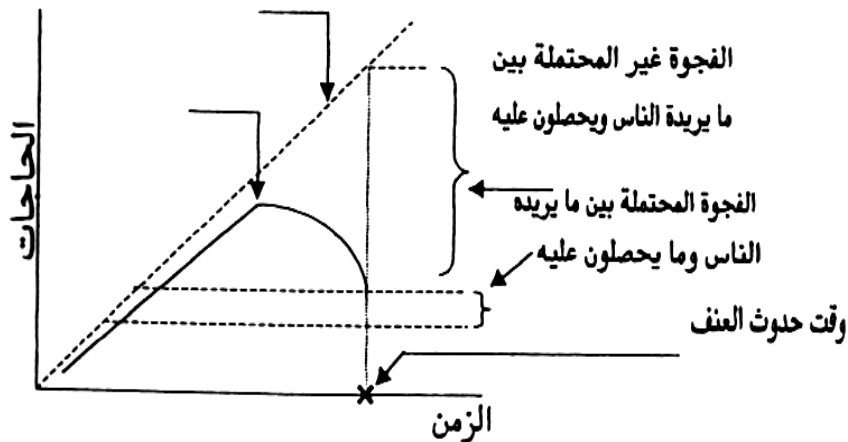 الفجوة غير المحتملة بين
ما يريدة الناس ويحصلون عليه
الفجوة المحتملة بين ما يريده
الناس وما يحصلون عليه
وقت حدوث العنف
الحاجات
الزمن